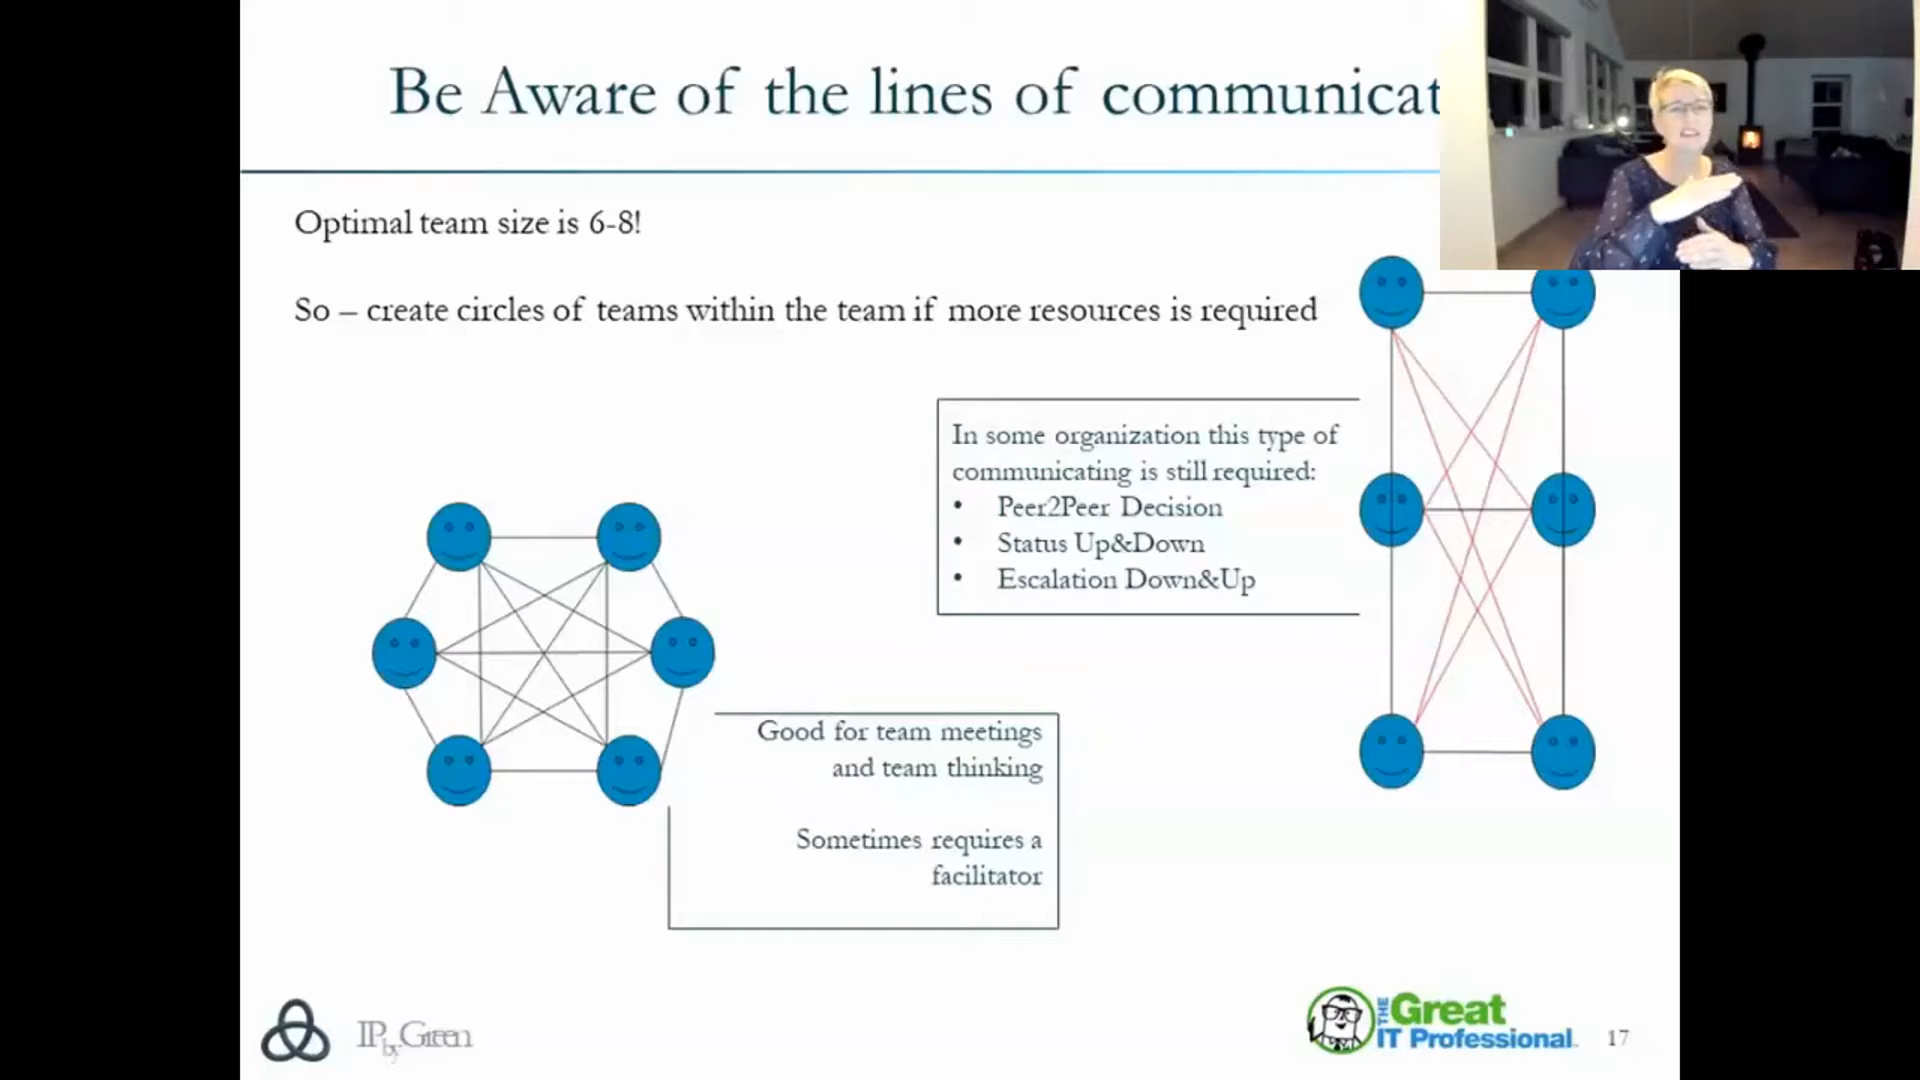 Be Aware of the lines of communicat
Optimal team size is 6-8!
So – create circles of teams within the team if more resources is required
In some organization this type of
communicating is still required:
• Peer2Peer Decision
• Status Up&Down
• Escalation Down&Up
Good for team meetings
and team thinking
Sometimes requires a
facilitator
IP by Green
THE Great
IT Professional
17